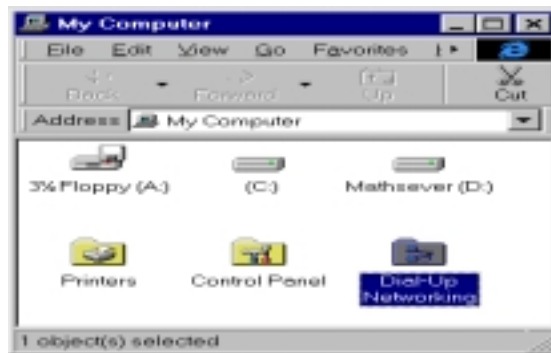 My Computer
File Edit View Go Favorites
Back Forward Up Cut
Address My Computer
3½ Floppy (A:) (C:) Mathsever (D:)
Printers Control Panel Dial-Up Networking
1 object(s) selected